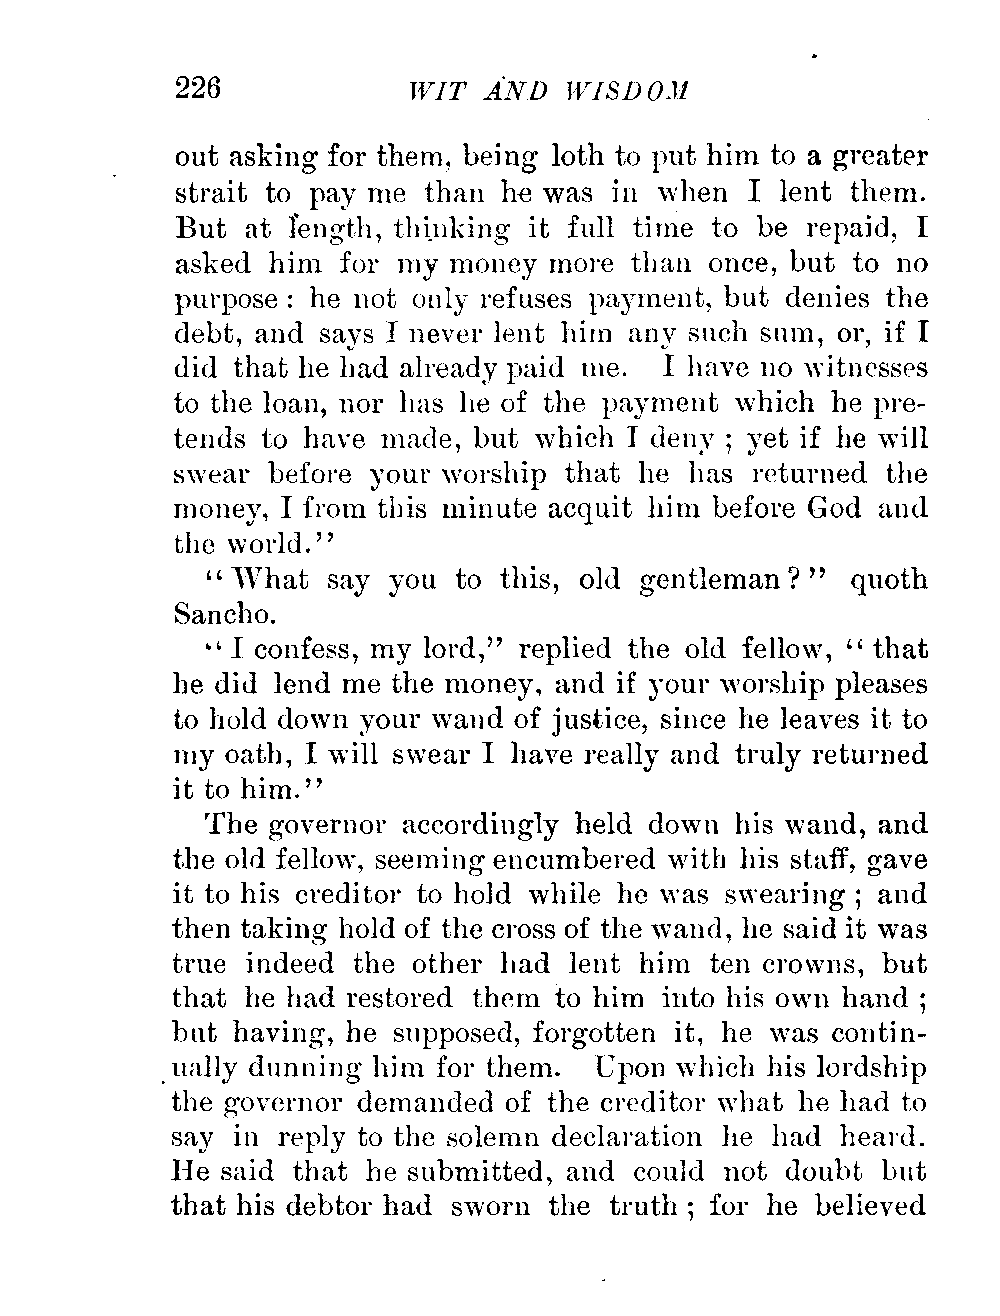 226 WIT AND WISDOM
out asking for them, being loth to put him to a greater
strait to pay me than he was in when I lent them.
But at length, thinking it full time to be repaid, I
asked him for my money more than once, but to no
purpose : he not only refuses payment, but denies the
debt, and says I never lent him any such sum, or, if I
did that he had already paid me. I have no witnesses
to the loan, nor has he of the payment which he pre-
tends to have made, but which I deny ; yet if he will
swear before your worship that he has returned the
money, I from this minute acquit him before God and
the world.”
“ What say you to this, old gentleman ? ” quoth
Sancho.
“ I confess, my lord,” replied the old fellow, “ that
he did lend me the money, and if your worship pleases
to hold down your wand of justice, since he leaves it to
my oath, I will swear I have really and truly returned
it to him.”
The governor accordingly held down his wand, and
the old fellow, seeming encumbered with his staff, gave
it to his creditor to hold while he was swearing ; and
then taking hold of the cross of the wand, he said it was
true indeed the other had lent him ten crowns, but
that he had restored them to him into his own hand ;
but having, he supposed, forgotten it, he was contin-
ually dunning him for them. Upon which his lordship
the governor demanded of the creditor what he had to
say in reply to the solemn declaration he had heard.
He said that he submitted, and could not doubt but
that his debtor had sworn the truth ; for he believed